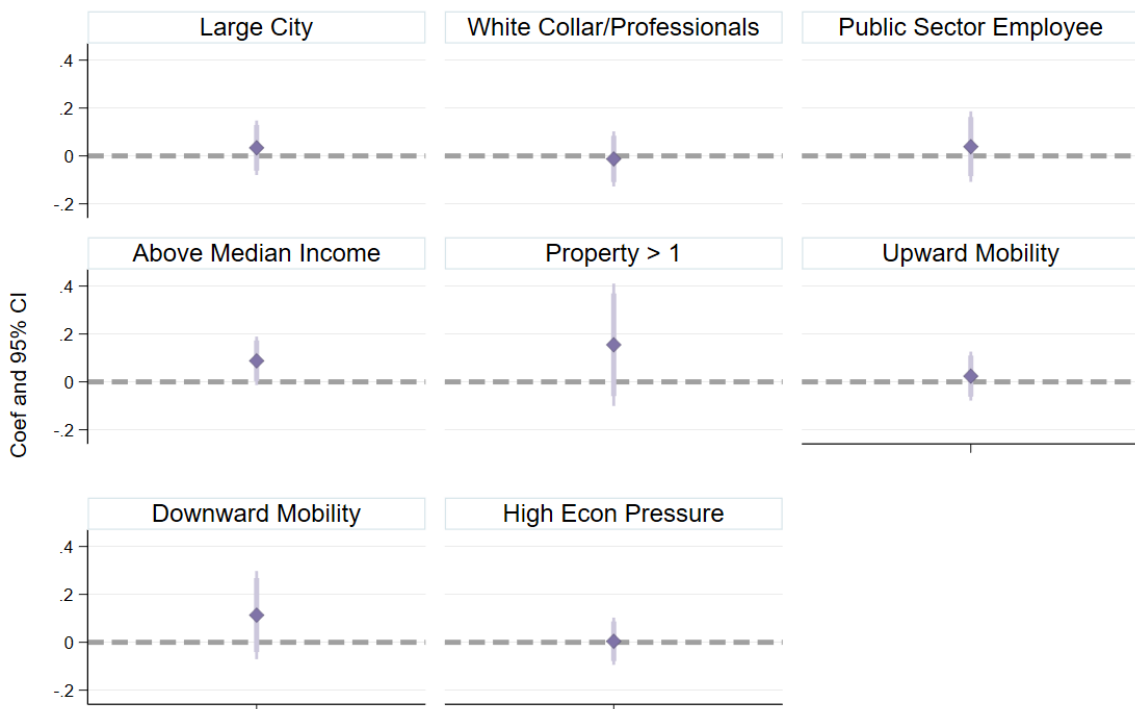 Large City
White Collar/Professionals
Public Sector Employee
.4
.2
0
-.2
Above Median Income
Property > 1
Upward Mobility
.4
.2
0
-.2
Coef and 95% CI
Downward Mobility
High Econ Pressure
.4
.2
0
-.2